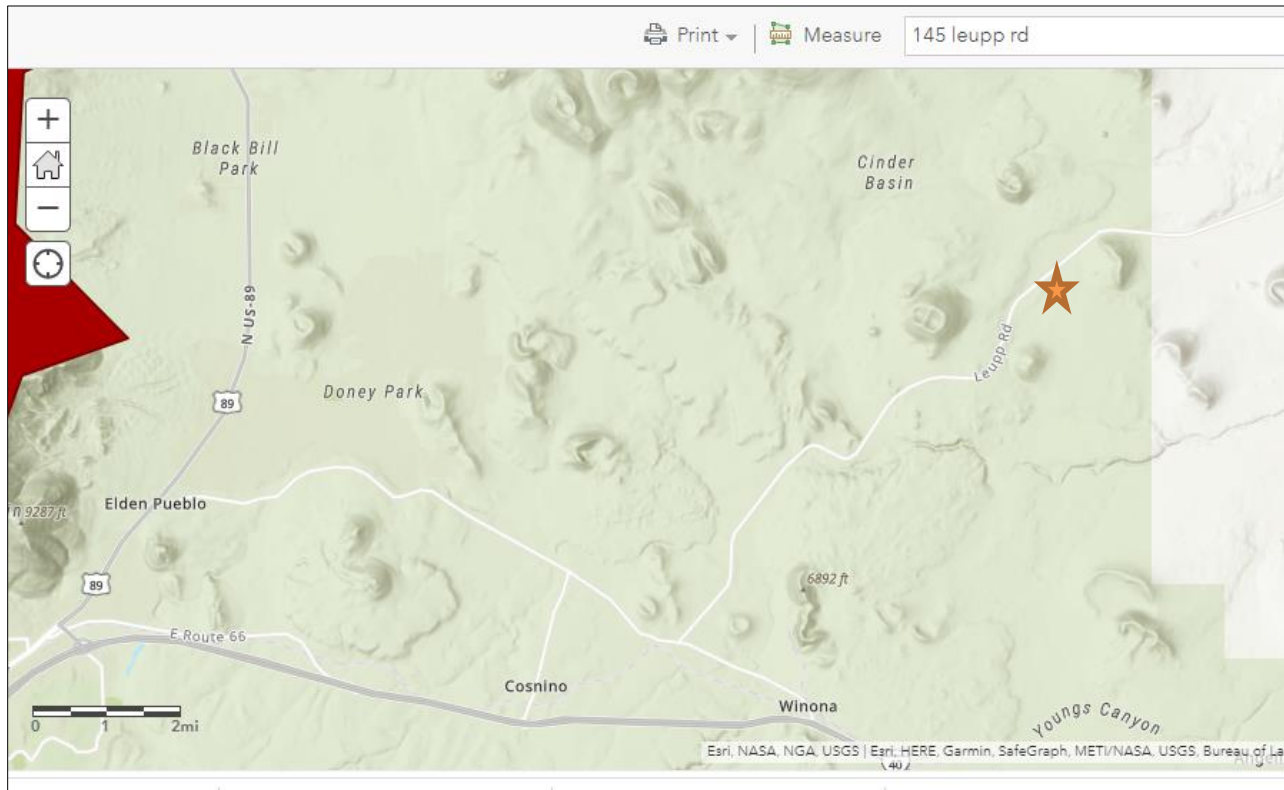 Print
Measure
145 leupp rd
+
−
Black Bill
Park
Cinder
Basin
N Us-89
Leupp Rd
Doney Park
89
Elden Pueblo
9287 ft
89
6892 ft
E Route 66
Cosnino
Winona
0 1 2mi
Youngs Canyon
Esri, NASA, NGA, USGS | Esri, HERE, Garmin, SafeGraph, METI/NASA, USGS, Bureau of La
40